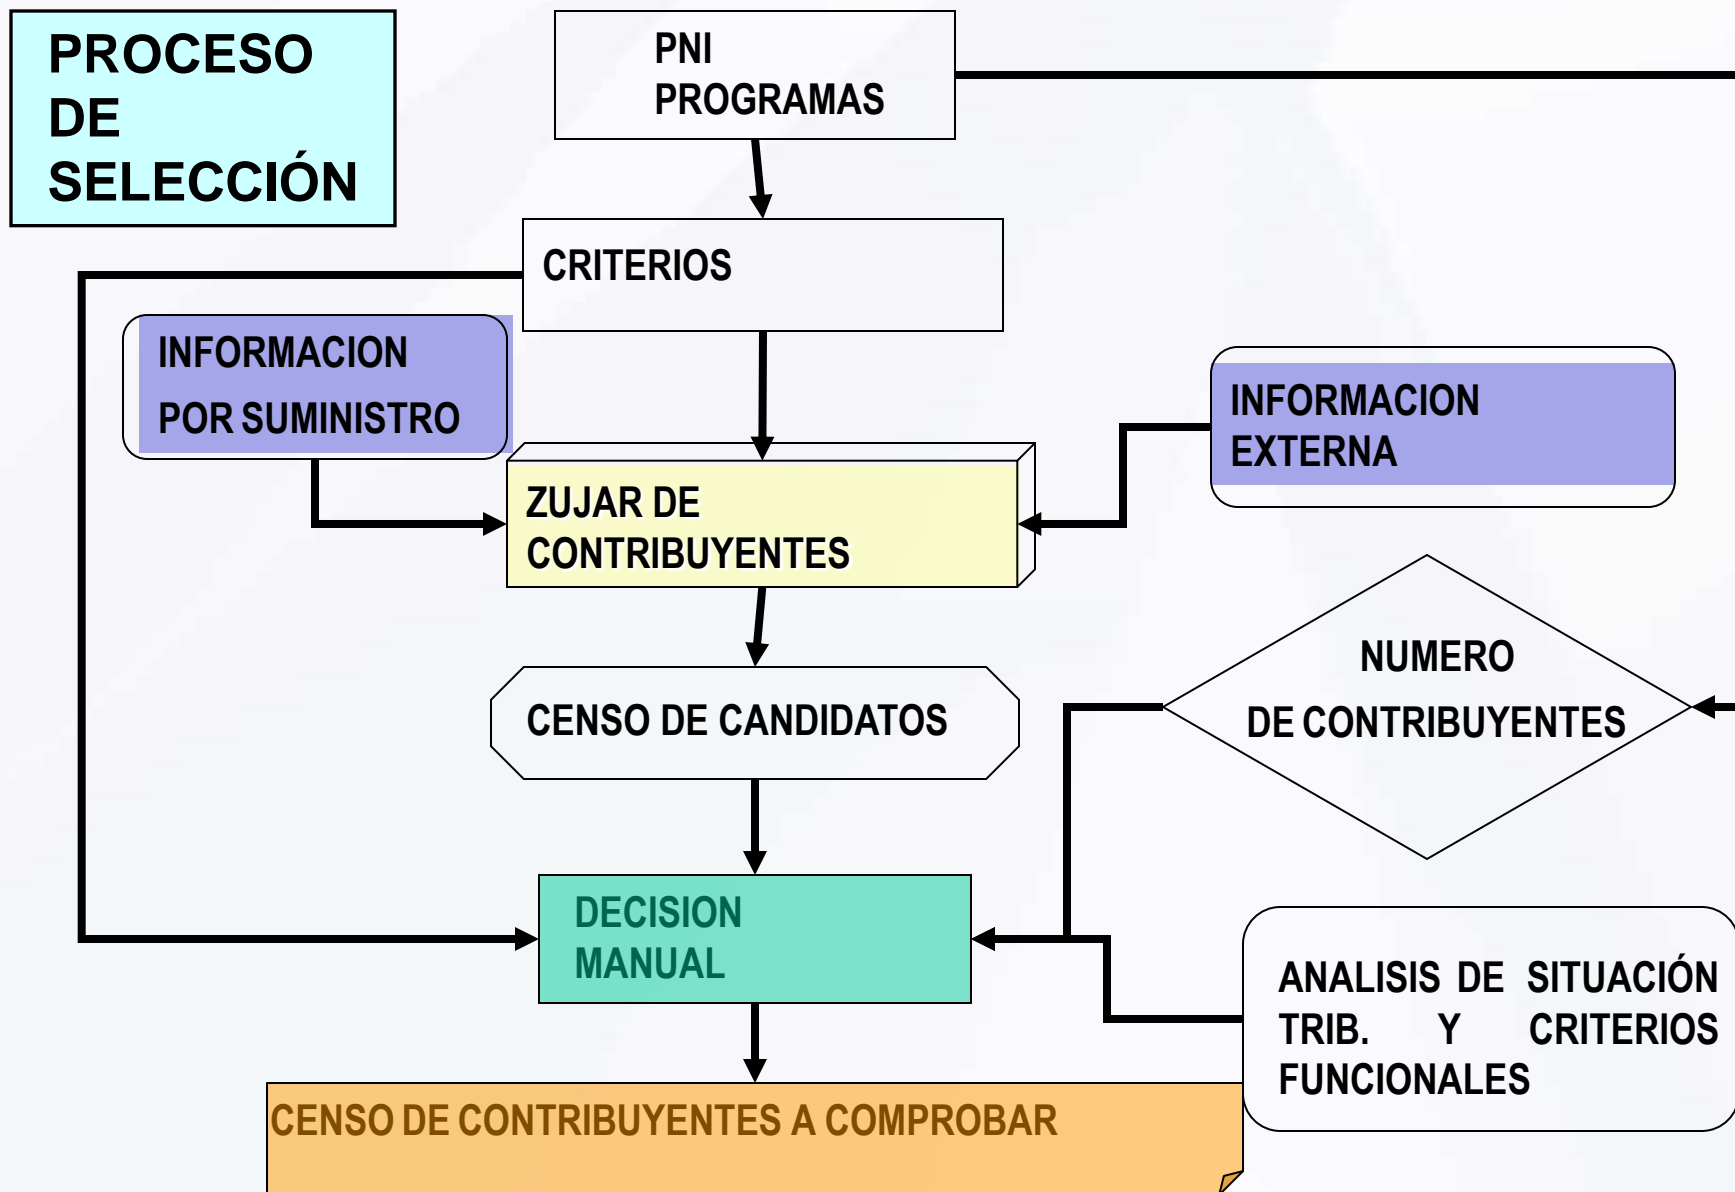 PROCESO
DE
SELECCIÓN
PNI
PROGRAMAS
CRITERIOS
INFORMACION
POR SUMINISTRO
INFORMACION
EXTERNA
ZUJAR DE
CONTRIBUYENTES
NUMERO
DE CONTRIBUYENTES
CENSO DE CANDIDATOS
DECISION
MANUAL
ANALISIS DE SITUACIÓN
TRIB. Y CRITERIOS
FUNCIONALES
CENSO DE CONTRIBUYENTES A COMPROBAR